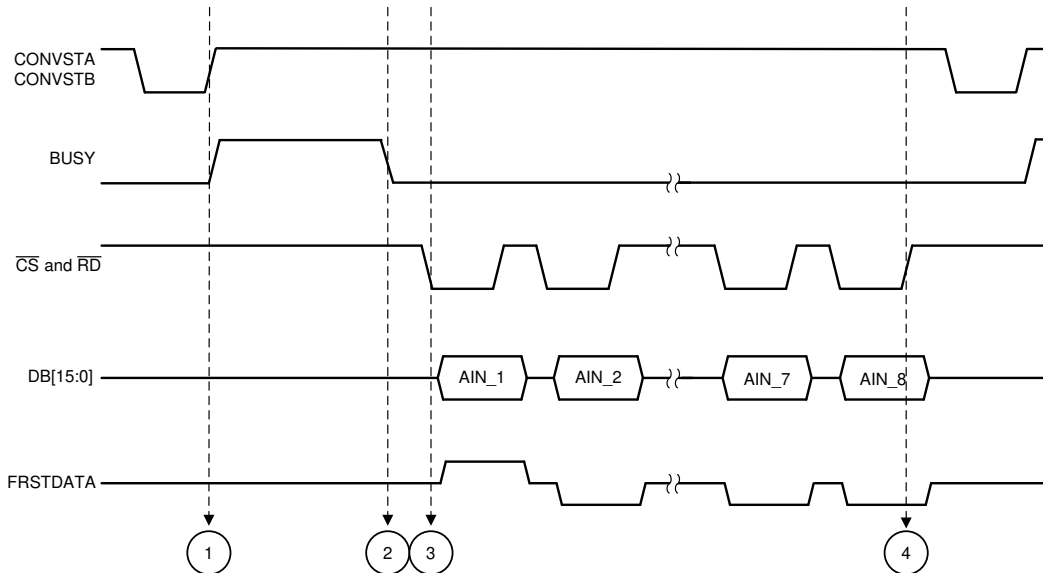 CONVSTA
CONVSTB
BUSY
CS and RD
DB[15:0]
AIN_1
AIN_2
AIN_7
AIN_8
FRSTDATA
1
2
3
4